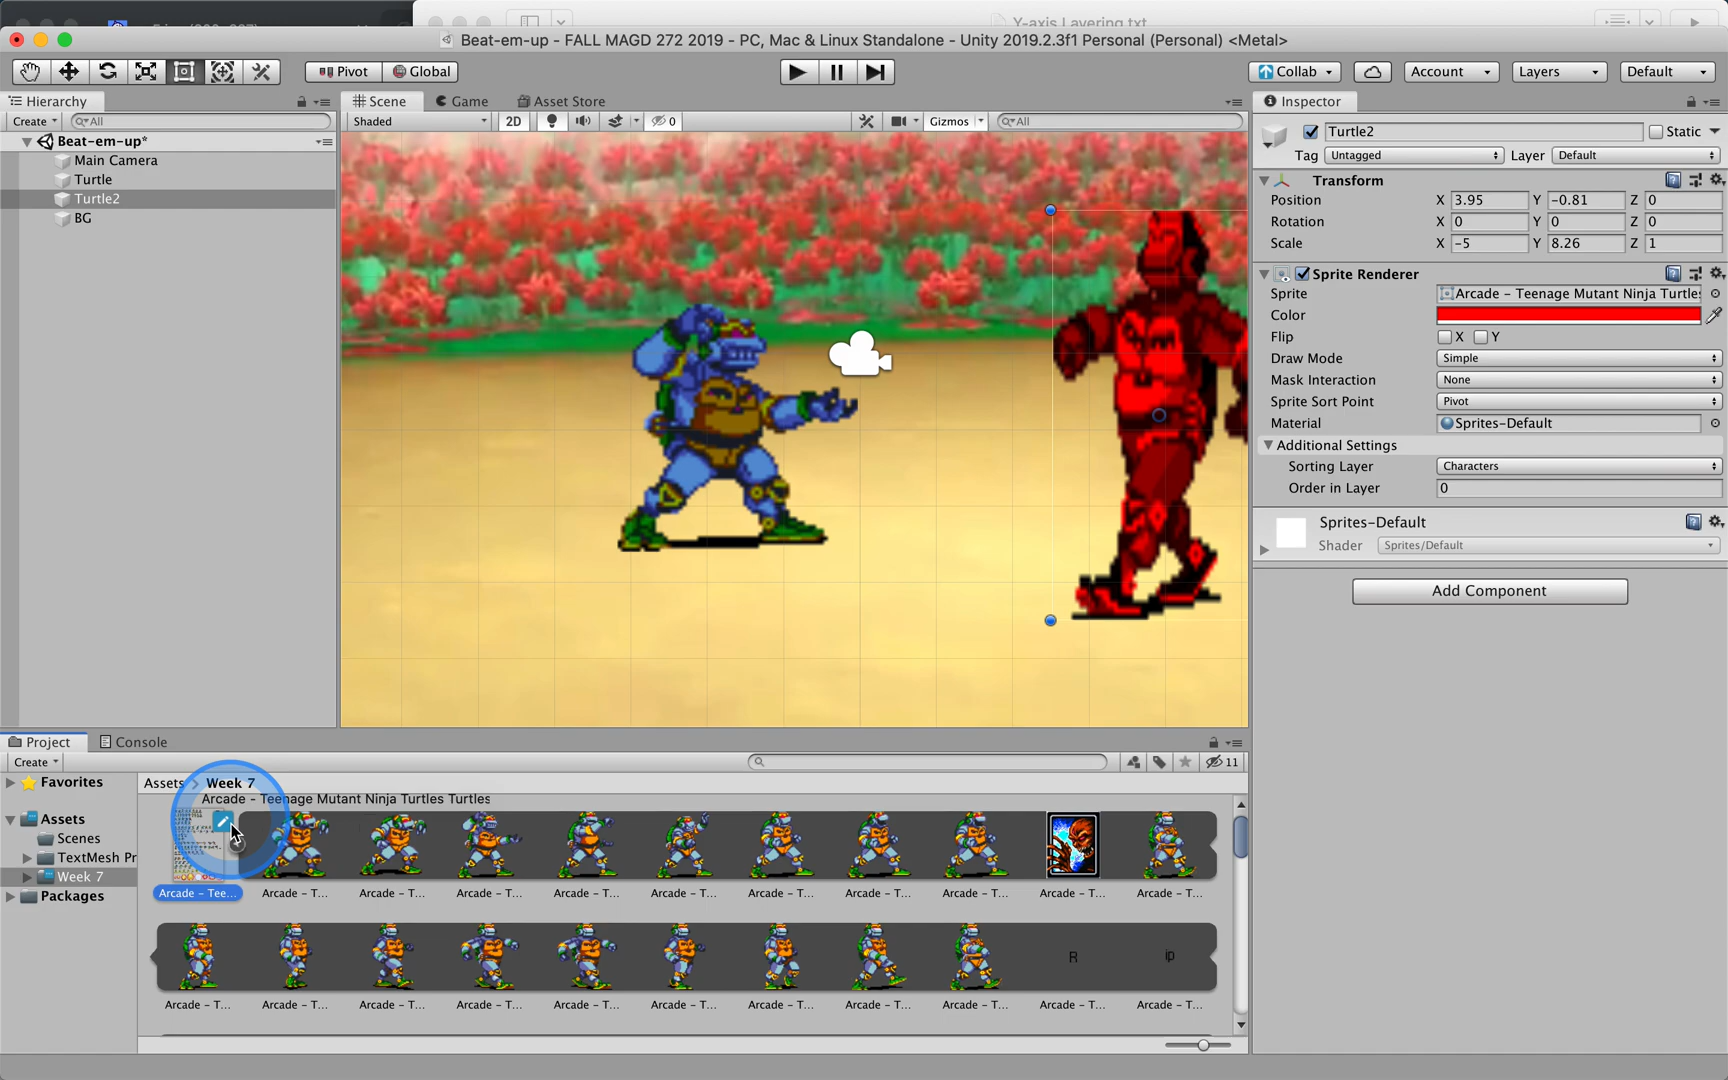 Y-axis Layering.txt
Beat-em-up - FALL MAGD 272 2019 - PC, Mac & Linux Standalone - Unity 2019.2.3f1 Personal (Personal) <Metal>
Pivot Global Collab Account Layers Default
Hierarchy Scene Game Asset Store Inspector
Create All Shaded 2D 0 Gizmos All
Beat-em-up*
Main Camera
Turtle
Turtle2
BG
Turtle2 Static
Tag Untagged Layer Default
Transform
Position X 3.95 Y -0.81 Z 0
Rotation X 0 Y 0 Z 0
Scale X -5 Y 8.26 Z 1
Sprite Renderer
Sprite Arcade - Teenage Mutant Ninja Turtles
Color
Flip X Y
Draw Mode Simple
Mask Interaction None
Sprite Sort Point Pivot
Material Sprites-Default
Additional Settings
Sorting Layer Characters
Order in Layer 0
Sprites-Default
Shader Sprites/Default
Add Component
Project Console
Create 11
Favorites
Assets
Scenes
TextMesh Pr
Week 7
Packages
Assets Week 7
Arcade - Teenage Mutant Ninja Turtles Turtles
Arcade - Tee... Arcade - T... Arcade - T... Arcade - T... Arcade - T... Arcade - T... Arcade - T... Arcade - T... Arcade - T... Arcade - T... Arcade - T...
R ip
Arcade - T... Arcade - T... Arcade - T... Arcade - T... Arcade - T... Arcade - T... Arcade - T... Arcade - T... Arcade - T... Arcade - T... Arcade - T...